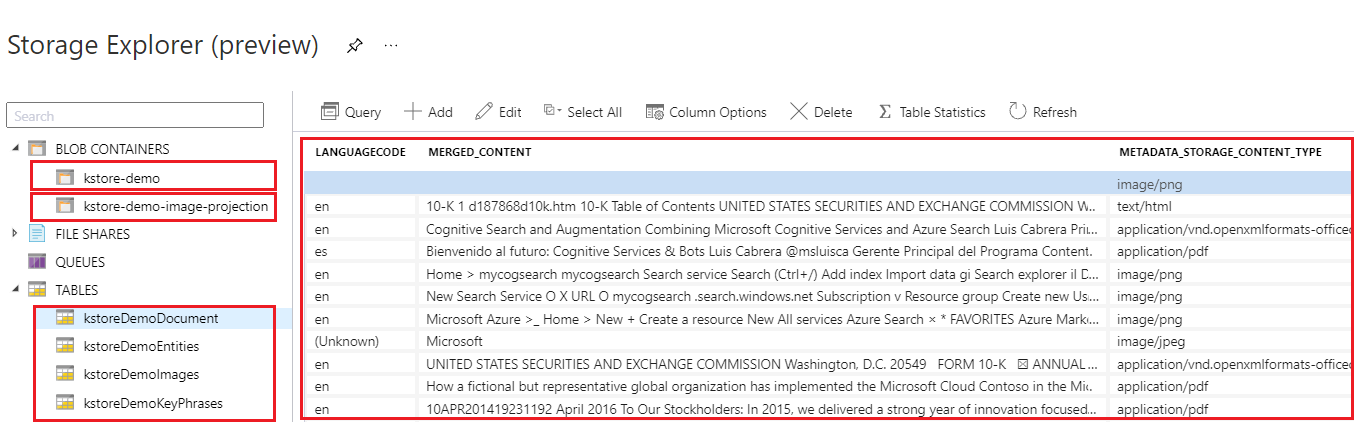 Storage Explorer (preview) ...
Search
BLOB CONTAINERS
kstore-demo
kstore-demo-image-projection
FILE SHARES
QUEUES
TABLES
kstoreDemoDocument
kstoreDemoEntities
kstoreDemoImages
kstoreDemoKeyPhrases
Query Add Edit Select All Column Options Delete Table Statistics Refresh
LANGUAGECODE MERGED_CONTENT METADATA_STORAGE_CONTENT_TYPE
image/png
en 10-K 1 d187868d10k.htm 10-K Table of Contents UNITED STATES SECURITIES AND EXCHANGE COMMISSION W... text/html
en Cognitive Search and Augmentation Combining Microsoft Cognitive Services and Azure Search Luis Cabrera Prin... application/vnd.openxmlformats-officed
es Bienvenido al futuro: Cognitive Services & Bots Luis Cabrera @msluisca Gerente Principal del Programa Content... application/pdf
en Home > mycogsearch mycogsearch Search service Search (Ctrl+/) Add index Import data gi Search explorer il D... image/png
en New Search Service O X URL O mycogsearch .search.windows.net Subscription v Resource group Create new Us... image/png
en Microsoft Azure >_ Home > New + Create a resource New All services Azure Search × * FAVORITES Azure Mark... image/png
(Unknown) Microsoft image/jpeg
en UNITED STATES SECURITIES AND EXCHANGE COMMISSION Washington, D.C. 20549 FORM 10-K ☒ ANNUAL ... application/vnd.openxmlformats-officed
en How a fictional but representative global organization has implemented the Microsoft Cloud Contoso in the Mi... application/pdf
en 10APR201419231192 April 2016 To Our Stockholders: In 2015, we delivered a strong year of innovation focused... application/pdf